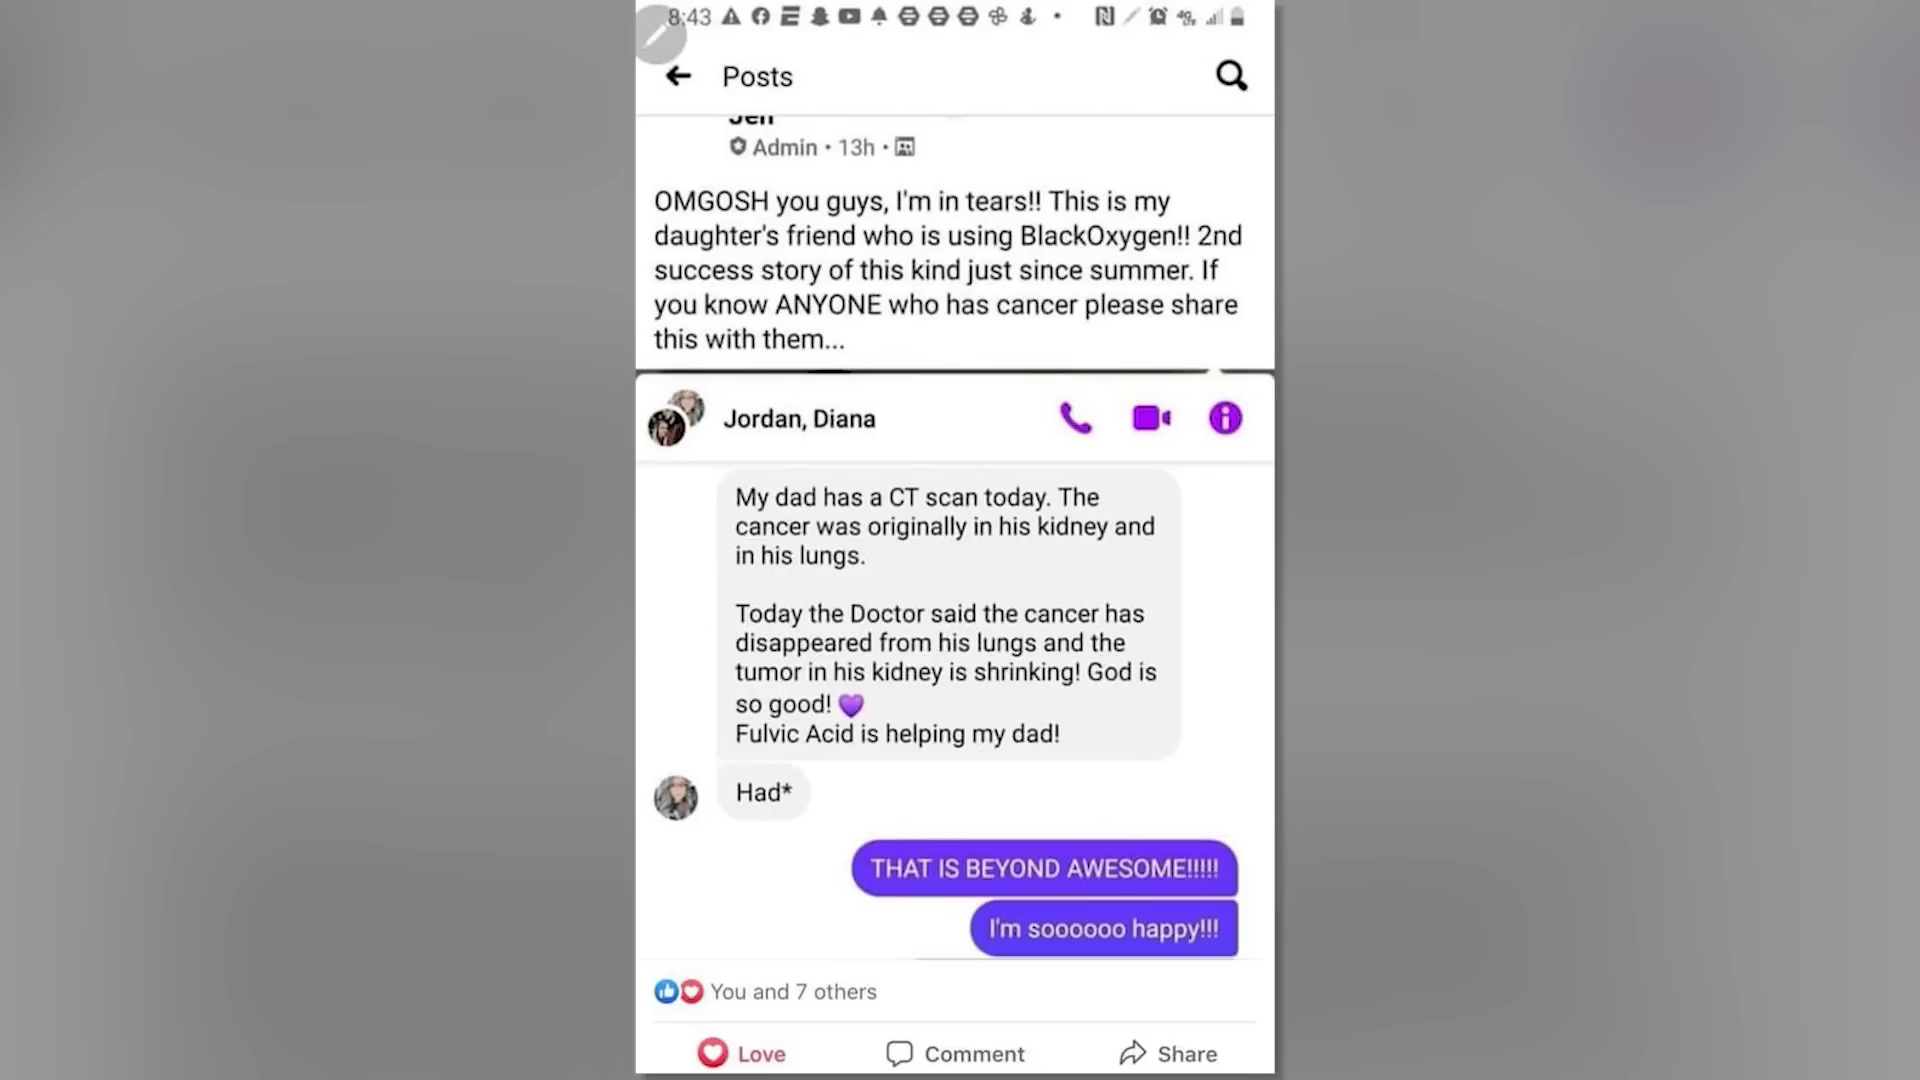 8:43
Posts
Jen
Admin • 13h •
OMGOSH you guys, I'm in tears!! This is my
daughter's friend who is using BlackOxygen!! 2nd
success story of this kind just since summer. If
you know ANYONE who has cancer please share
this with them...
Jordan, Diana
My dad has a CT scan today. The
cancer was originally in his kidney and
in his lungs.
Today the Doctor said the cancer has
disappeared from his lungs and the
tumor in his kidney is shrinking! God is
so good! 💜
Fulvic Acid is helping my dad!
Had*
THAT IS BEYOND AWESOME!!!!!
I'm soooooo happy!!!
You and 7 others
Love Comment Share